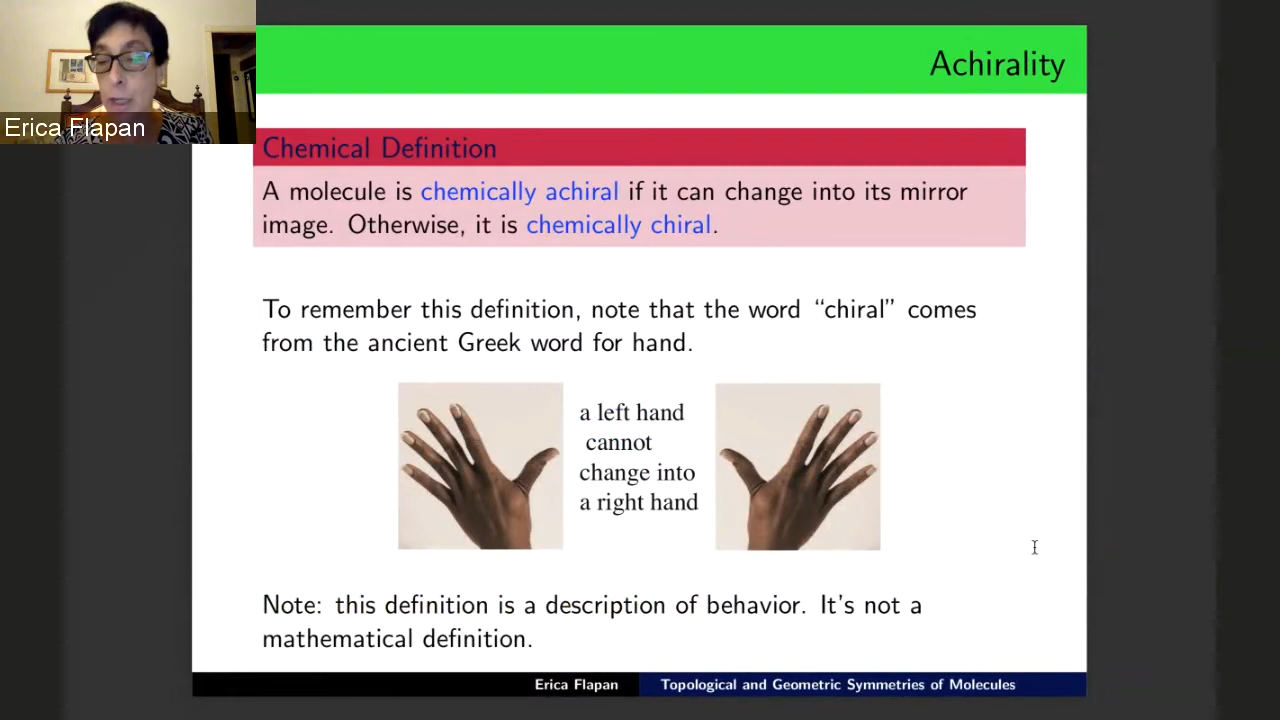 Erica Flapan
Achirality
Chemical Definition
A molecule is chemically achiral if it can change into its mirror
image. Otherwise, it is chemically chiral.
To remember this definition, note that the word “chiral” comes
from the ancient Greek word for hand.
a left hand
cannot
change into
a right hand
Note: this definition is a description of behavior. It's not a
mathematical definition.
Erica Flapan
Topological and Geometric Symmetries of Molecules